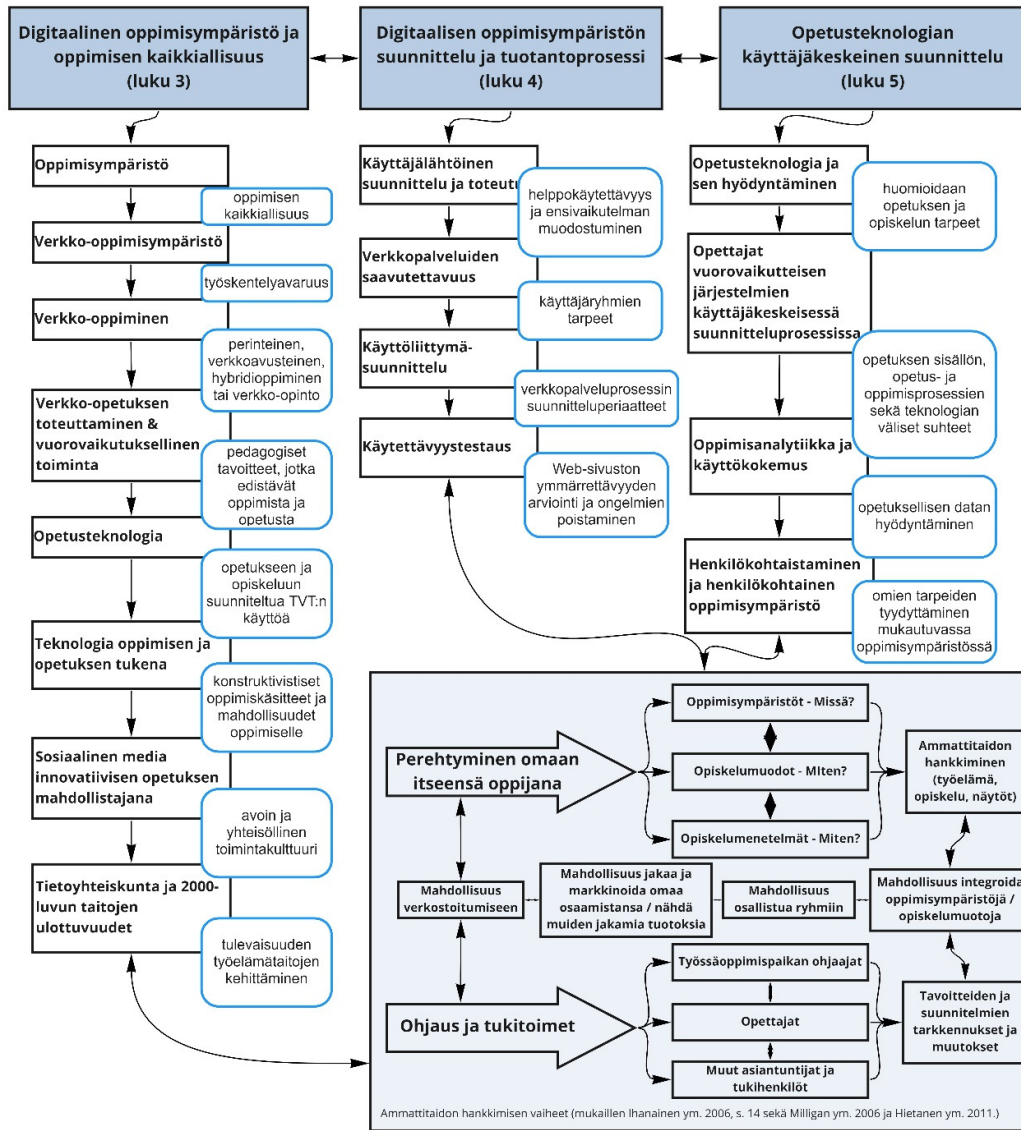 Digitaalinen oppimisympäristö ja
oppimisen kaikkiallisuus
(luku 3)
Digitaalisen oppimisympäristön
suunnittelu ja tuotantoprosessi
(luku 4)
Opetusteknologian
käyttäjäkeskeinen suunnittelu
(luku 5)
Oppimisympäristö
oppimisen
kaikkiallisuus
Verkko-oppimisympäristö
työskentelyavaruus
Verkko-oppiminen
perinteinen,
verkkoavusteinen,
hybridioppiminen
tai verkko-opinto
Verkko-opetuksen
toteuttaminen &
vuorovaikutuksellinen
toiminta
pedagogiset
tavoitteet, jotka
edistävät
oppimista ja
opetusta
Opetusteknologia
opetukseen ja
opiskeluun
suunniteltua TVT:n
käyttöä
Teknologia oppimisen ja
opetuksen tukena
konstruktivistiset
oppimiskäsitteet ja
mahdollisuudet
oppimiselle
Sosiaalinen media
innovatiivisen opetuksen
mahdollistajana
avoin ja
yhteisöllinen
toimintakulttuuri
Tietoyhteiskunta ja 2000-
luvun taitojen
ulottuvuudet
tulevaisuuden
työelämätaitojen
kehittäminen
Käyttäjälähtöinen
suunnittelu ja toteutu
helppokäytettävyys
ja ensivaikutelman
muodostuminen
Verkkopalveluiden
saavutettavuus
käyttäjäryhmien
tarpeet
Käyttöliittymä-
suunnittelu
verkkopalveluprosessin
suunnitteluperiaatteet
Käytettävyystestaus
Web-sivuston
ymmärrettävyyden
arviointi ja ongelmien
poistaminen
Opetusteknologia ja
sen hyödyntäminen
huomioidaan
opetuksen ja
opiskelun tarpeet
Opettajat
vuorovaikutteisen
järjestelmien
käyttäjäkeskeisessä
suunnitteluprosessissa
opetuksen sisällön,
opetus- ja
oppimisprosessien
sekä teknologian
väliset suhteet
Oppimisanalytiikka ja
käyttökokemus
opetuksellisen datan
hyödyntäminen
Henkilökohtaistaminen
ja henkilökohtainen
oppimisympäristö
omien tarpeiden
tyydyttäminen
mukautuvassa
oppimisympäristössä
Perehtyminen omaan
itseensä oppijana
Oppimisympäristöt - Missä?
Opiskelumuodot - MIten?
Opiskelumenetelmät - Miten?
Ammattitaidon
hankkiminen
(työelämä,
opiskelu, näytöt)
Mahdollisuus
verkostoitumiseen
Mahdollisuus jakaa ja
markkinoida omaa
osaamistansa / nähdä
muiden jakamia tuotoksia
Mahdollisuus
osallistua ryhmiin
Mahdollisuus integroida
oppimisympäristöjä /
opiskelumuotoja
Ohjaus ja tukitoimet
Työssäoppimispaikan ohjaajat
Opettajat
Muut asiantuntijat ja
tukihenkilöt
Tavoitteiden ja
suunnitelmien
tarkkennukset ja
muutokset
Ammattitaidon hankkimisen vaiheet (mukaillen Ihanainen ym. 2006, s. 14 sekä Milligan ym. 2006 ja Hietanen ym. 2011.)